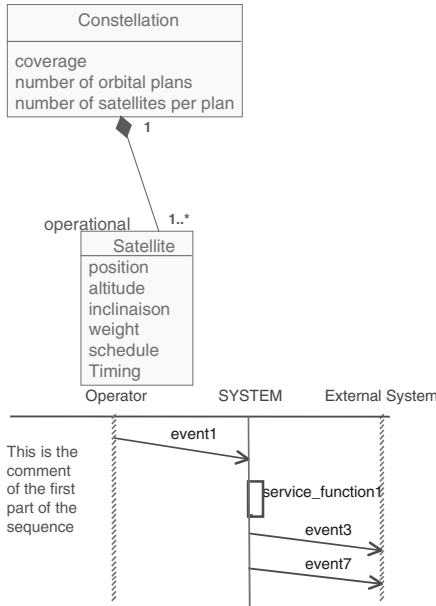 Constellation
coverage
number of orbital plans
number of satellites per plan
1
operational
1..*
Satellite
position
altitude
inclinaison
weight
schedule
Timing
Operator
SYSTEM
External System
event1
This is the
comment
of the first
part of the
sequence
service_function1
event3
event7